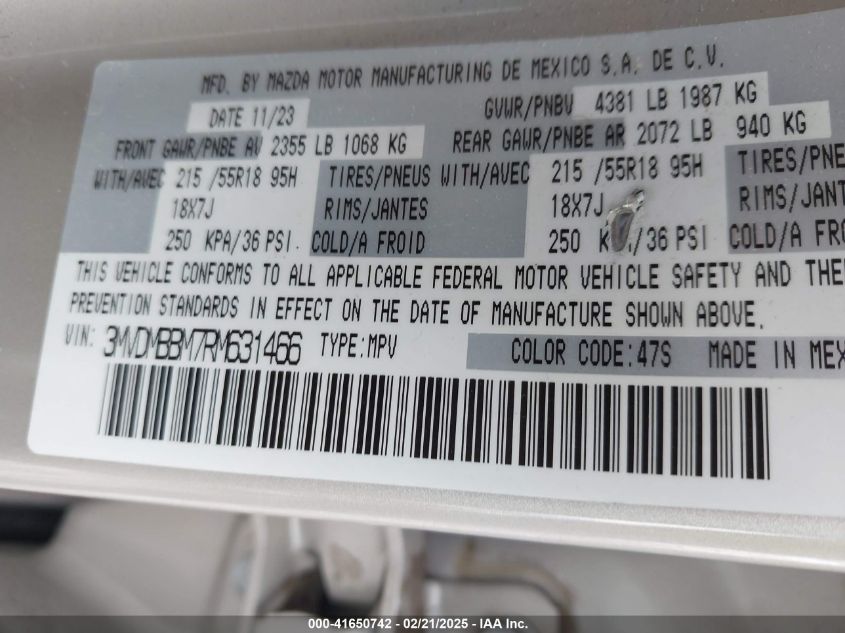 MFD. BY MAZDA MOTOR MANUFACTURING DE MEXICO S.A. DE C.V.
DATE 11/23 GVWR/PNBV 4381 LB 1987 KG
FRONT GAWR/PNBE AV 2355 LB 1068 KG REAR GAWR/PNBE AR 2072 LB 940 KG
WITH/AVEC 215 /55R18 95H TIRES/PNEUS WITH/AVEC 215 /55R18 95H TIRES/PNE
18X7J RIMS/JANTES 18X7J RIMS/JANT
250 KPA/36 PSI COLD/A FROID 250 K /36 PSI COLD/A FRO
THIS VEHICLE CONFORMS TO ALL APPLICABLE FEDERAL MOTOR VEHICLE SAFETY AND THE
PREVENTION STANDARDS IN EFFECT ON THE DATE OF MANUFACTURE SHOWN ABOVE.
VIN: 3MVDMBBM7RM631466 TYPE:MPV COLOR CODE:47S MADE IN MEX
000-41650742 - 02/21/2025 - IAA Inc.